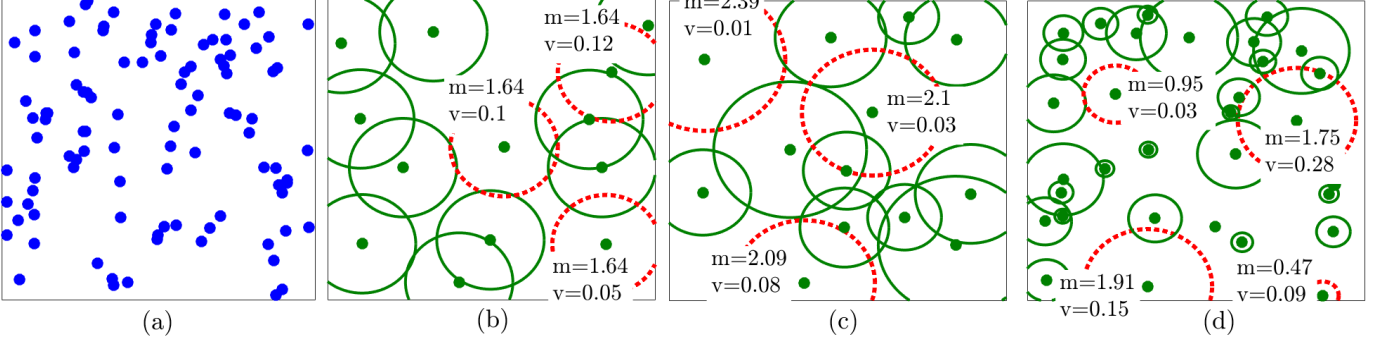 m=1.64
v=0.12
m=1.64
v=0.1
m=1.64
v=0.05
m=2.39
v=0.01
m=2.1
v=0.03
m=2.09
v=0.08
m=0.95
v=0.03
m=1.75
v=0.28
m=1.91
v=0.15
m=0.47
v=0.09
(a)
(b)
(c)
(d)